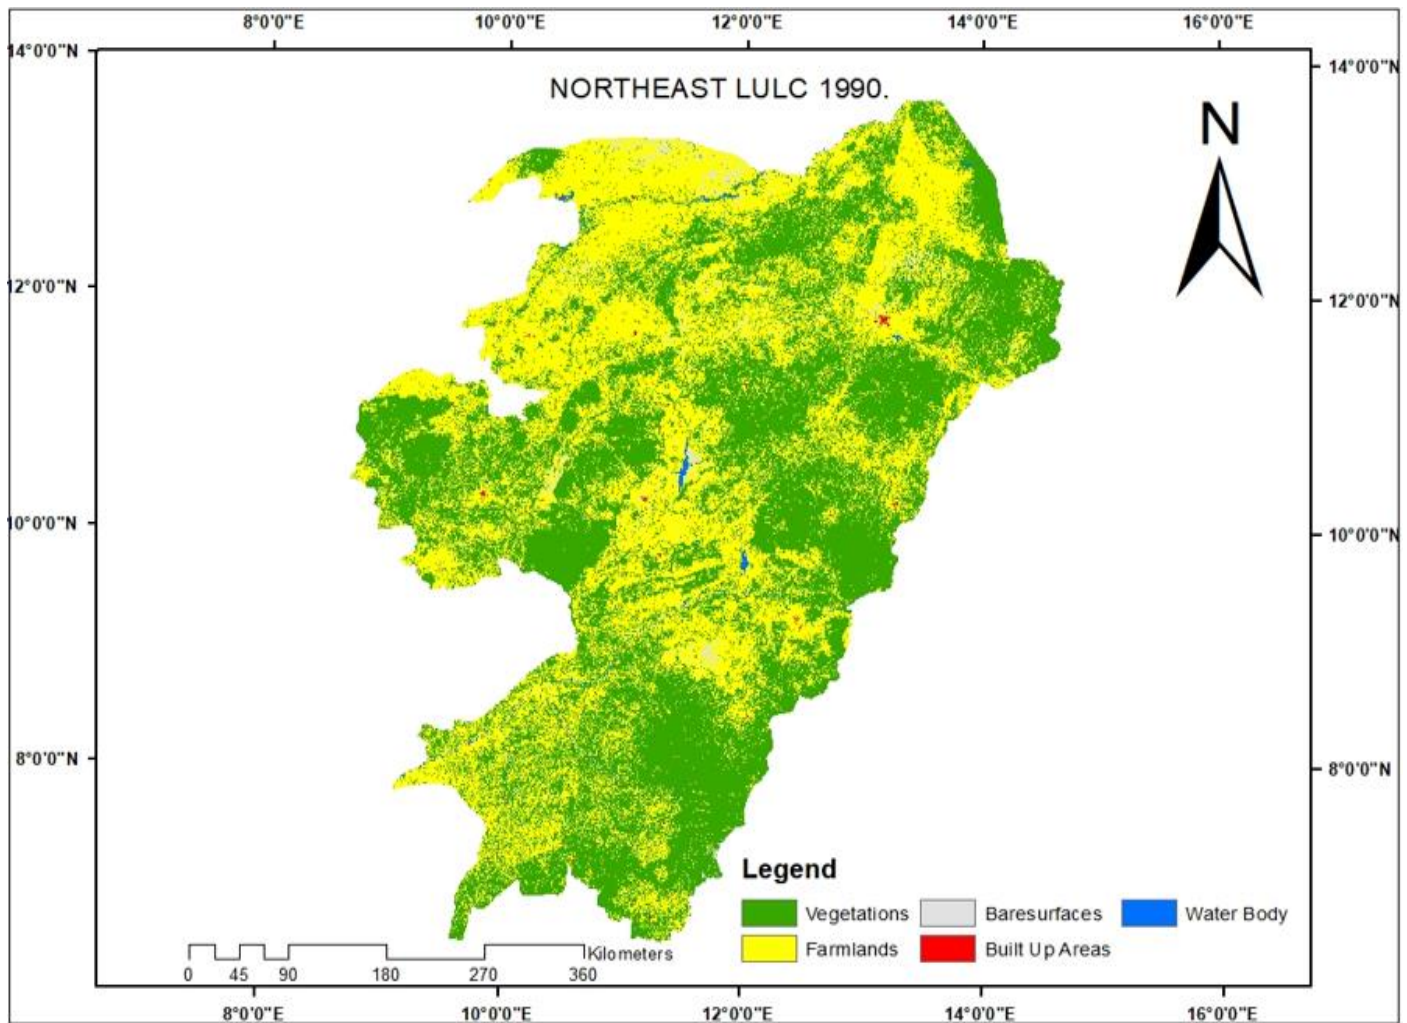 8°0'0"E 10°0'0"E 12°0'0"E 14°0'0"E 16°0'0"E
14°0'0"N
14°0'0"N
NORTHEAST LULC 1990.
N
12°0'0"N
12°0'0"N
10°0'0"N
10°0'0"N
8°0'0"N
8°0'0"N
Legend
Vegetations Baresurfaces Water Body
Farmlands Built Up Areas
Kilometers
0 45 90 180 270 360
8°0'0"E 10°0'0"E 12°0'0"E 14°0'0"E 16°0'0"E